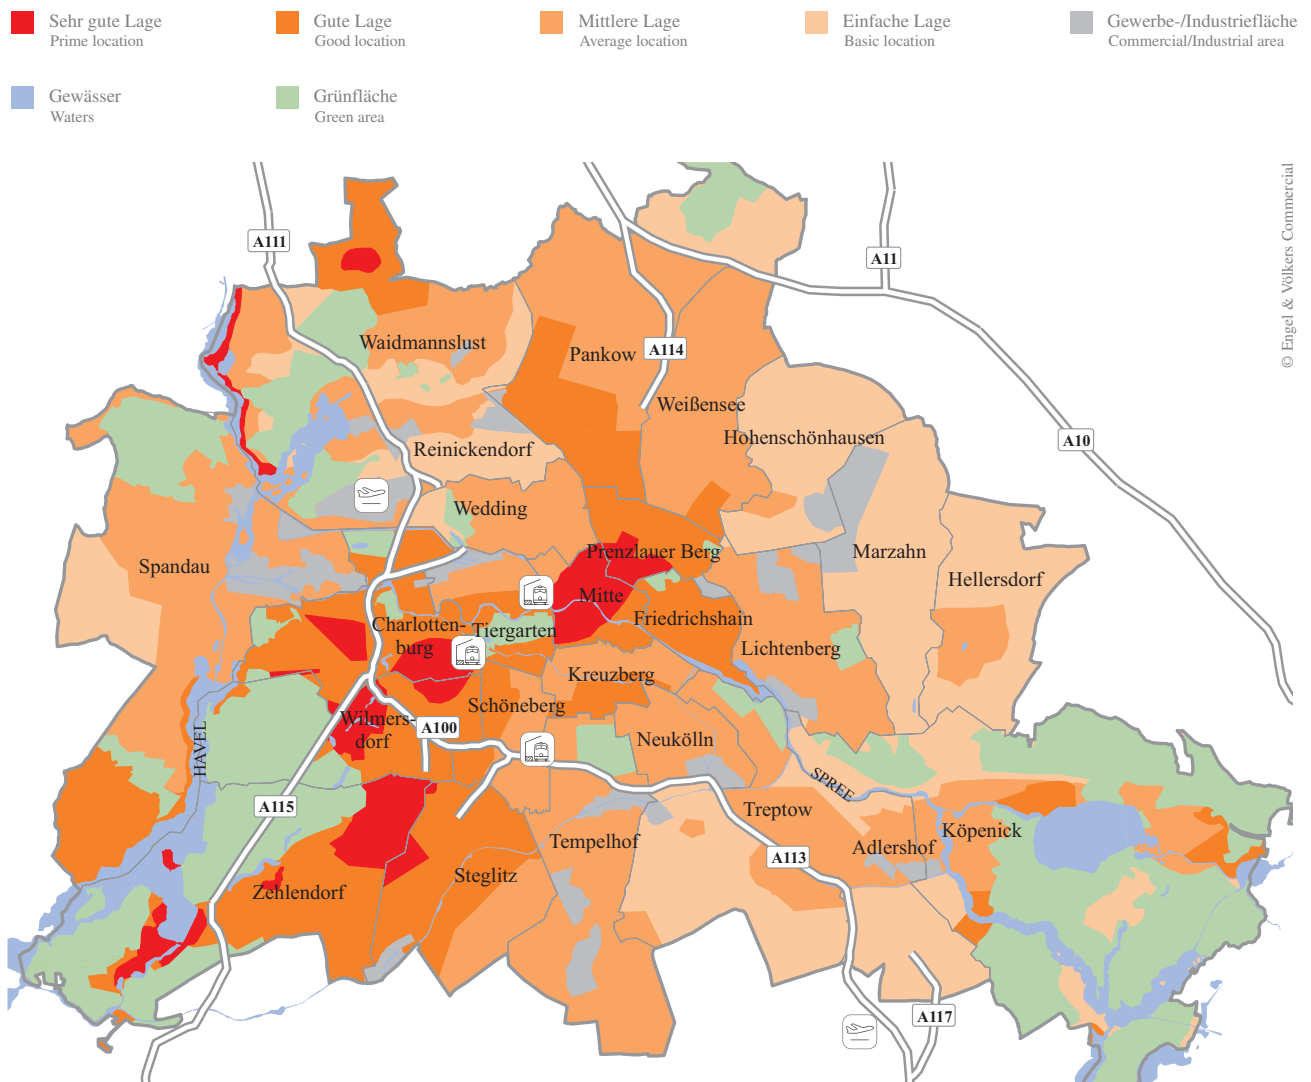 Sehr gute Lage
Prime location
Gute Lage
Good location
Mittlere Lage
Average location
Einfache Lage
Basic location
Gewerbe-/Industriefläche
Commercial/Industrial area
Gewässer
Waters
Grünfläche
Green area
© Engel & Völkers Commercial
A111
A11
Waidmannslust
Pankow
A114
Weißensee
Hohenschönhausen
A10
Reinickendorf
Wedding
Prenzlauer Berg
Marzahn
Spandau
Hellersdorf
Mitte
Charlotten-
burg
Tiergarten
Friedrichshain
Lichtenberg
Kreuzberg
Schöneberg
Wilmers-
dorf
A100
Neukölln
HAVEL
SPREE
A115
Treptow
Köpenick
Tempelhof
Adlershof
A113
Steglitz
Zehlendorf
A117